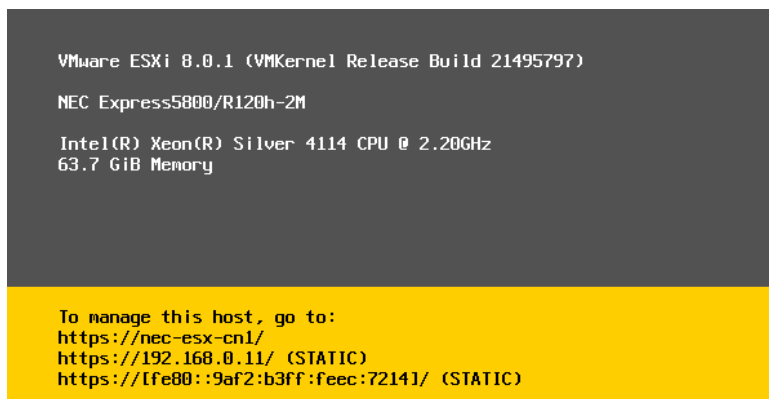 VMware ESXi 8.0.1 (VMKernel Release Build 21495797)
NEC Express5800/R120h-2M
Intel(R) Xeon(R) Silver 4114 CPU @ 2.20GHz
63.7 GiB Memory
To manage this host, go to:
https://nec-esx-cn1/
https://192.168.0.11/ (STATIC)
https://[fe80::9af2:b3ff:feec:7214]/ (STATIC)